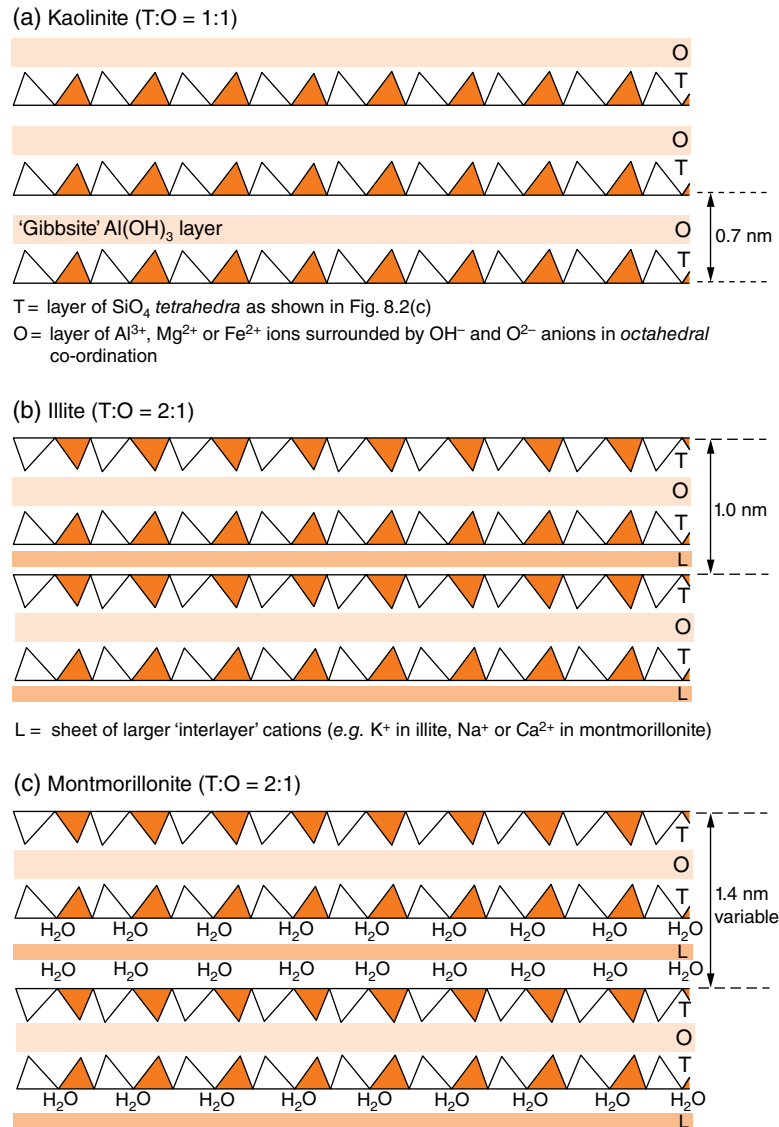 (a) Kaolinite (T:O = 1:1)
O
T
O
T
'Gibbsite' Al(OH)₃ layer
O
T
0.7 nm
T = layer of SiO₄ tetrahedra as shown in Fig. 8.2(c)
O = layer of Al³⁺, Mg²⁺ or Fe²⁺ ions surrounded by OH⁻ and O²⁻ anions in octahedral
co-ordination
(b) Illite (T:O = 2:1)
T
O
1.0 nm
T
L
T
O
T
L
L = sheet of larger 'interlayer' cations (e.g. K⁺ in illite, Na⁺ or Ca²⁺ in montmorillonite)
(c) Montmorillonite (T:O = 2:1)
T
O
T
1.4 nm
variable
H₂O H₂O H₂O H₂O H₂O H₂O H₂O H₂O H₂O
L
H₂O H₂O H₂O H₂O H₂O H₂O H₂O H₂O H₂O
T
O
T
H₂O H₂O H₂O H₂O H₂O H₂O H₂O H₂O H₂O
L